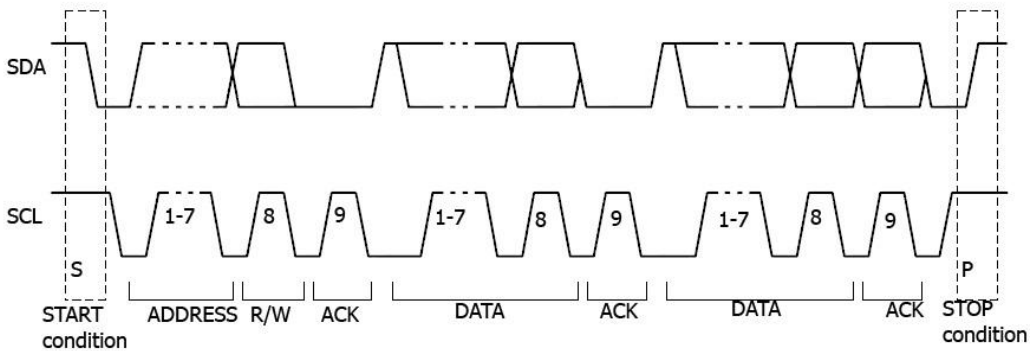 SDA
SCL
1-7 8 9 1-7 8 9 1-7 8 9
S P
START condition ADDRESS R/W ACK DATA ACK DATA ACK STOP condition